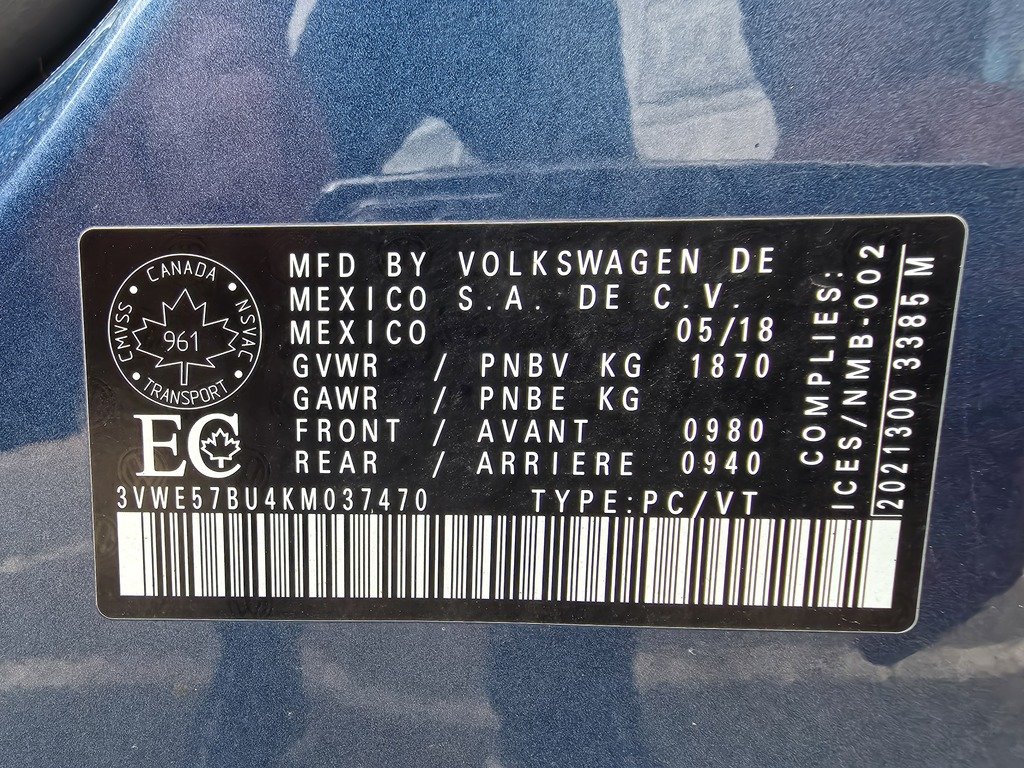 CANADA
CMVSS
NSVAC
961
TRANSPORT
EC
MFD BY VOLKSWAGEN DE
MEXICO S.A. DE C.V.
MEXICO 05/18
GVWR / PNBV KG 1870
GAWR / PNBE KG
FRONT / AVANT 0980
REAR / ARRIERE 0940
3VWE57BU4KM037470 TYPE:PC/VT
COMPLIES:
ICES/NMB-002
2021300 3385 M